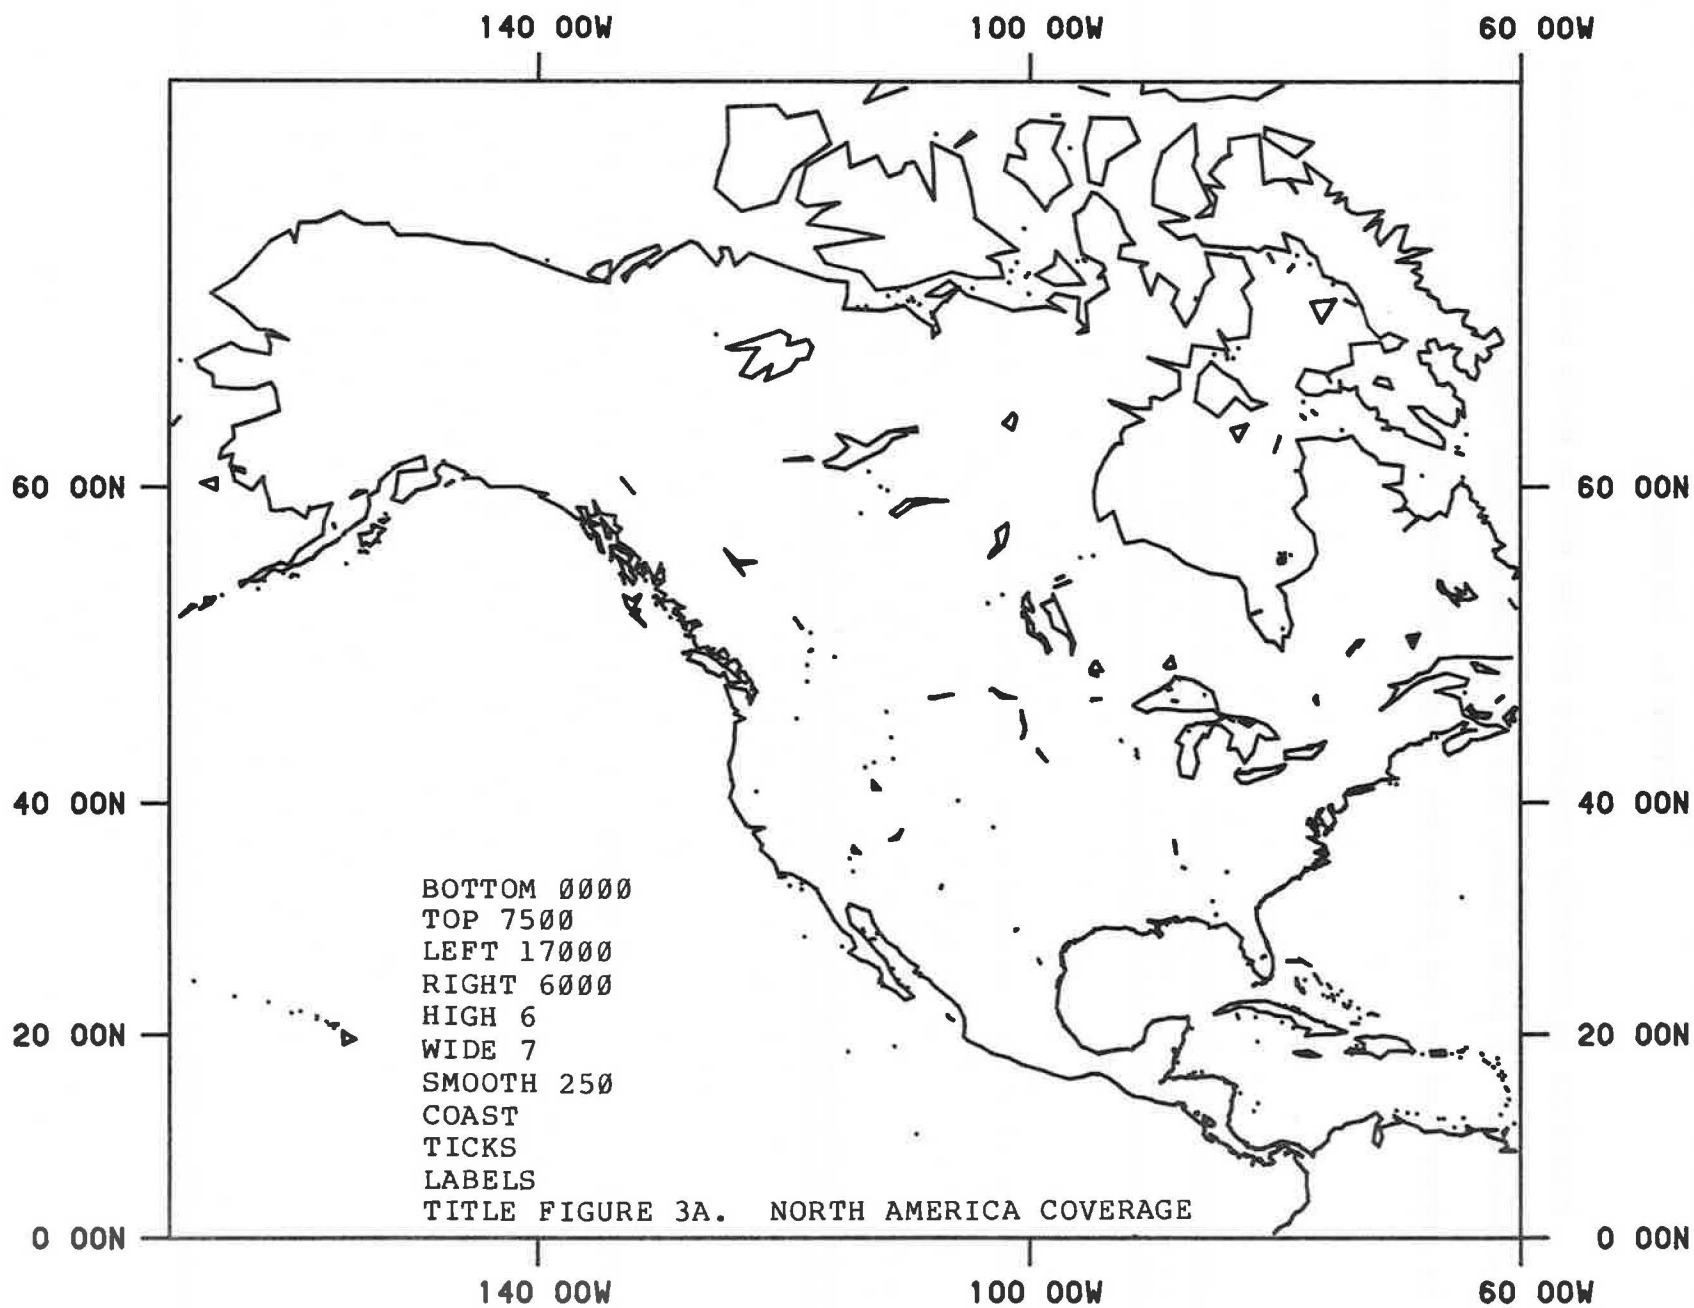 140 00W 100 00W 60 00W
60 00N 60 00N
40 00N 40 00N
BOTTOM 0000
TOP 7500
LEFT 17000
RIGHT 6000
HIGH 6
20 00N 20 00N
WIDE 7
SMOOTH 250
COAST
TICKS
LABELS
TITLE FIGURE 3A. NORTH AMERICA COVERAGE
0 00N 0 00N
140 00W 100 00W 60 00W